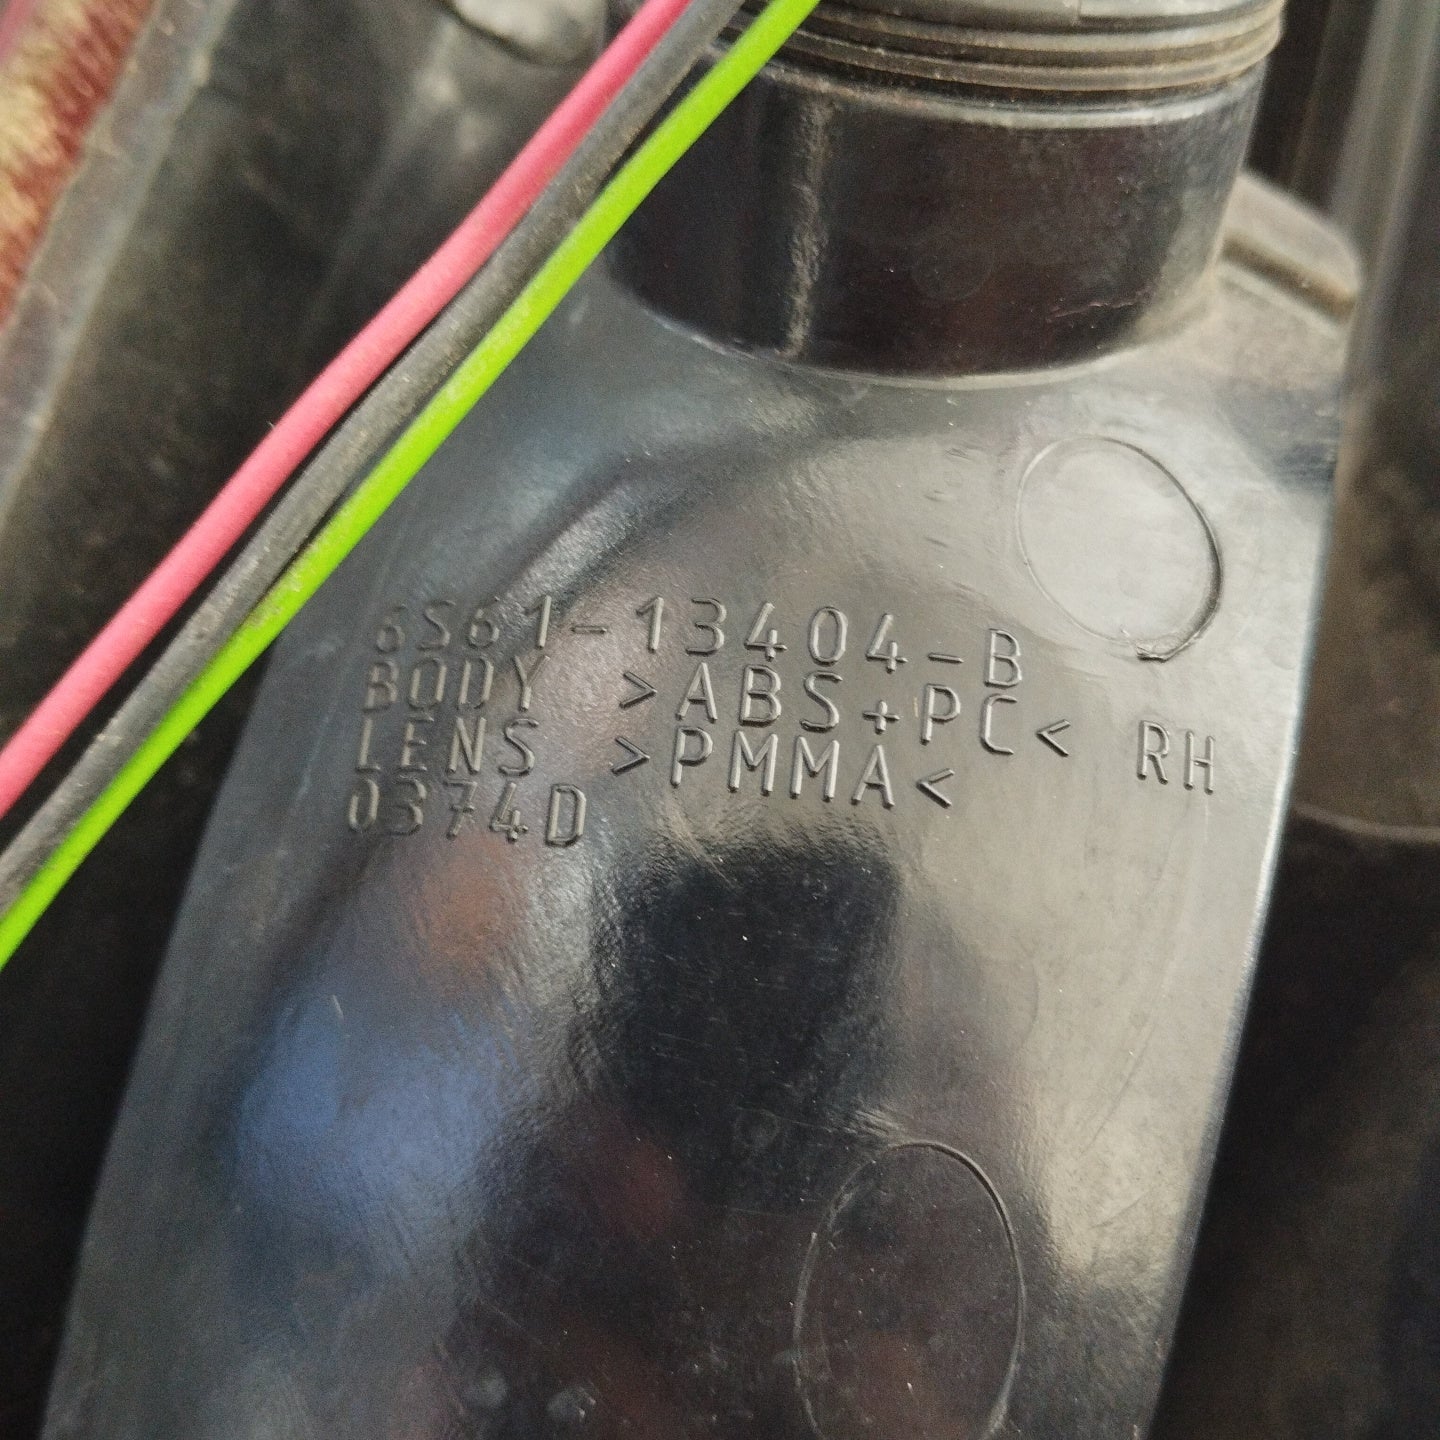 6S61-13404-B
BODY >ABS+PC< RH
LENS >PMMA<
0374D